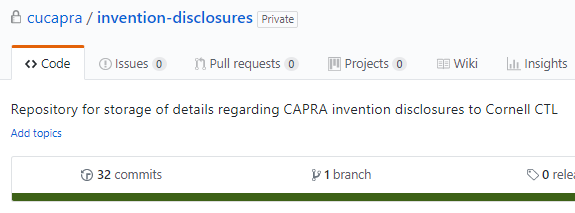 cucapra / invention-disclosures Private
Code Issues 0 Pull requests 0 Projects 0 Wiki Insights
Repository for storage of details regarding CAPRA invention disclosures to Cornell CTL
Add topics
32 commits 1 branch 0 relea